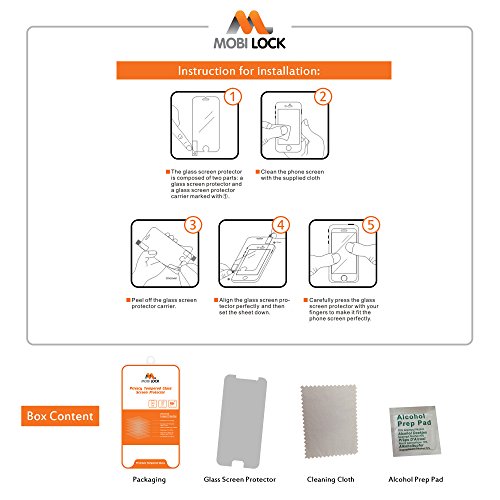 MOBI LOCK
Instruction for installation:
1
2
■ The glass screen protector
is composed of two parts: a
glass screen protector and
a glass screen protector
carrier marked with ①.
■ Clean the phone screen
with the supplied cloth
3
4
5
■ Peel off the glass screen
protector carrier.
■ Align the glass screen pro-
tector perfectly and then
set the sheet down.
■ Carefully press the glass
screen protector with your
fingers to make it fit the
phone screen perfectly.
Box Content
MOBI LOCK
Privacy Tempered Glass
Screen Protector
Packaging
Glass Screen Protector
Cleaning Cloth
Alcohol
Prep Pad
Alcohol Prep Pad